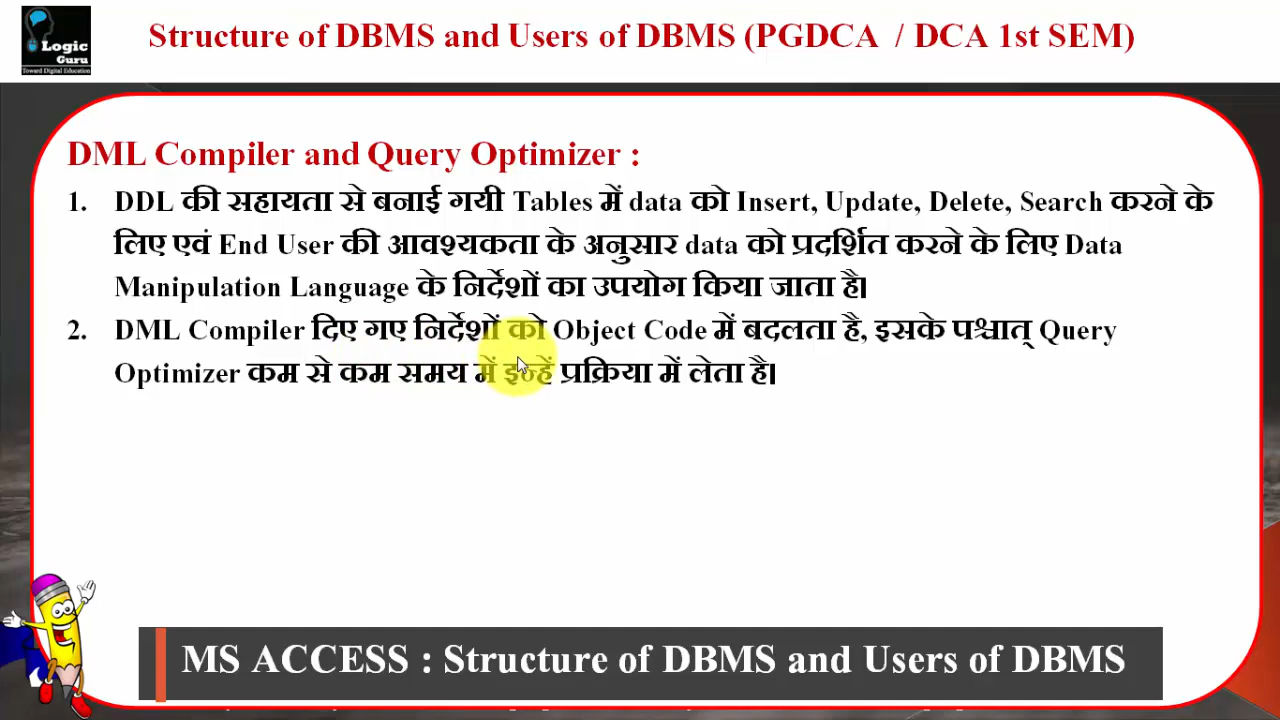 Logic
Guru
Toward Digital Education
Structure of DBMS and Users of DBMS (PGDCA / DCA 1st SEM)
DML Compiler and Query Optimizer :
1. DDL की सहायता से बनाई गयी Tables में data को Insert, Update, Delete, Search करने के
लिए एवं End User की आवश्यकता के अनुसार data को प्रदर्शित करने के लिए Data
Manipulation Language के निर्देशों का उपयोग किया जाता है।
2. DML Compiler दिए गए निर्देशों को Object Code में बदलता है, इसके पश्चात् Query
Optimizer कम से कम समय में इन्हें प्रक्रिया में लेता है।
MS ACCESS : Structure of DBMS and Users of DBMS